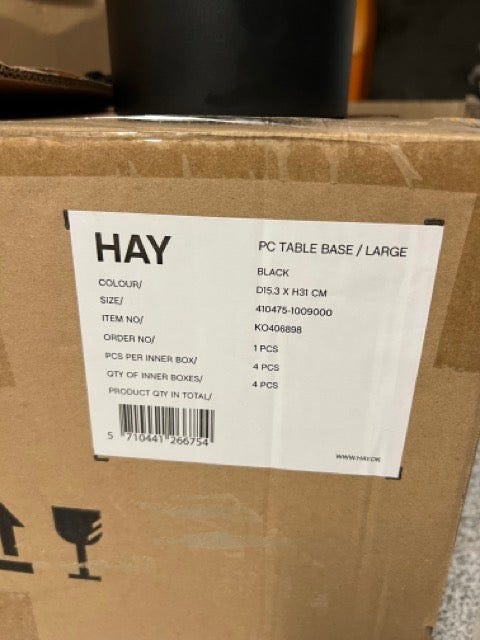 HAY PC TABLE BASE / LARGE
COLOUR/ BLACK
SIZE/ D15.3 X H31 CM
ITEM NO/ 410475-1009000
ORDER NO/ KO406898
PCS PER INNER BOX/ 1 PCS
QTY OF INNER BOXES/ 4 PCS
PRODUCT QTY IN TOTAL/ 4 PCS
5 710441 266754
WWW.HAY.DK